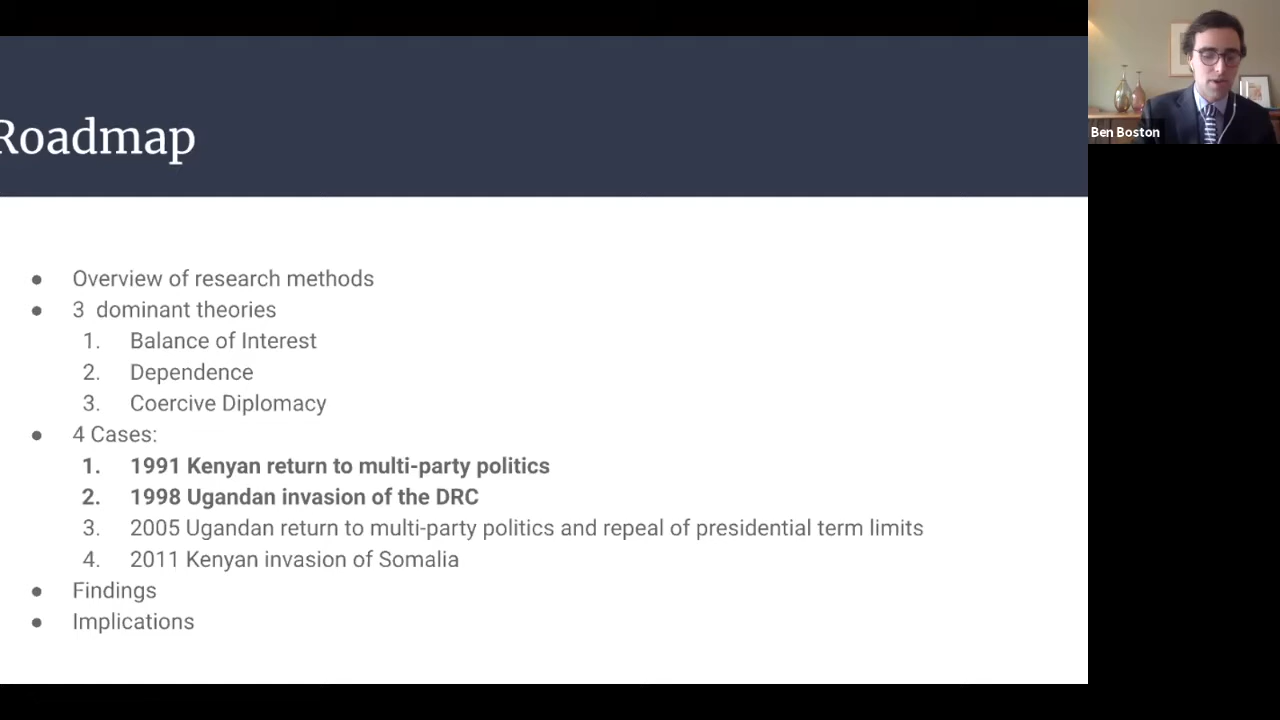 Roadmap
Ben Boston
● Overview of research methods
● 3 dominant theories
1. Balance of Interest
2. Dependence
3. Coercive Diplomacy
● 4 Cases:
1. 1991 Kenyan return to multi-party politics
2. 1998 Ugandan invasion of the DRC
3. 2005 Ugandan return to multi-party politics and repeal of presidential term limits
4. 2011 Kenyan invasion of Somalia
● Findings
● Implications